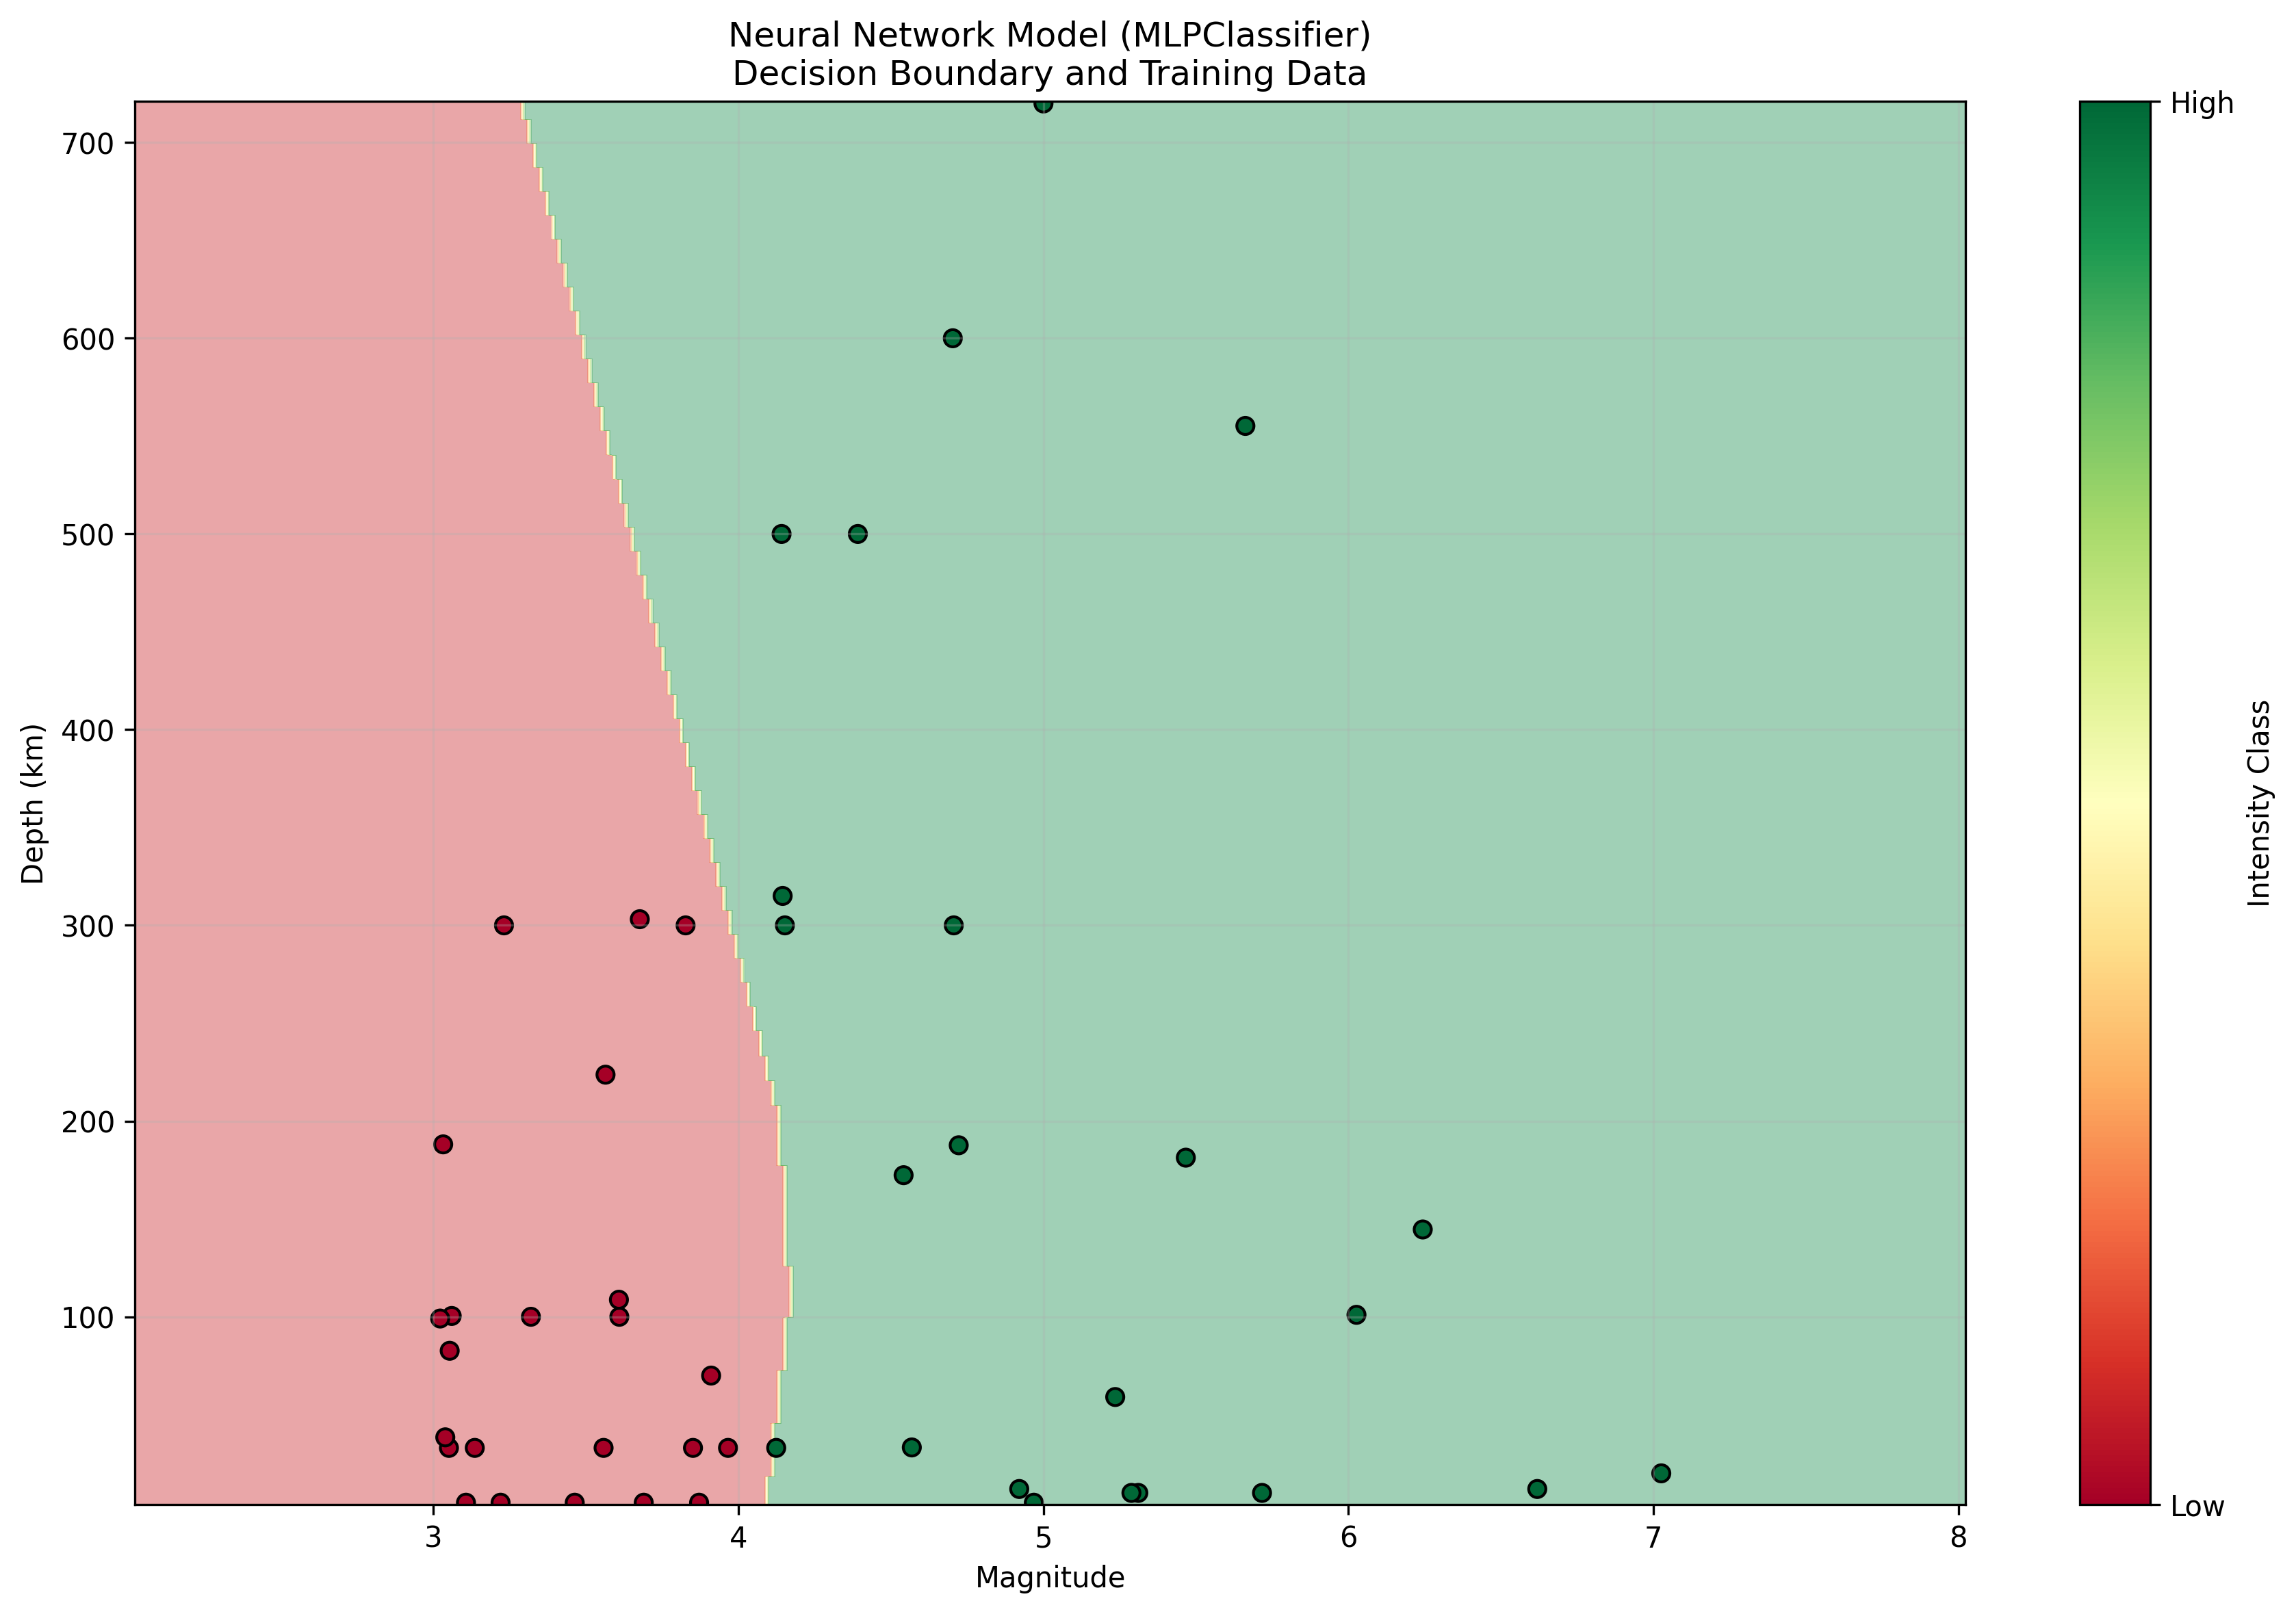 Neural Network Model (MLPClassifier)
Decision Boundary and Training Data
High
700
600
500
400
300
200
100
Depth (km)
Intensity Class
Low
3
4
5
6
7
8
Magnitude